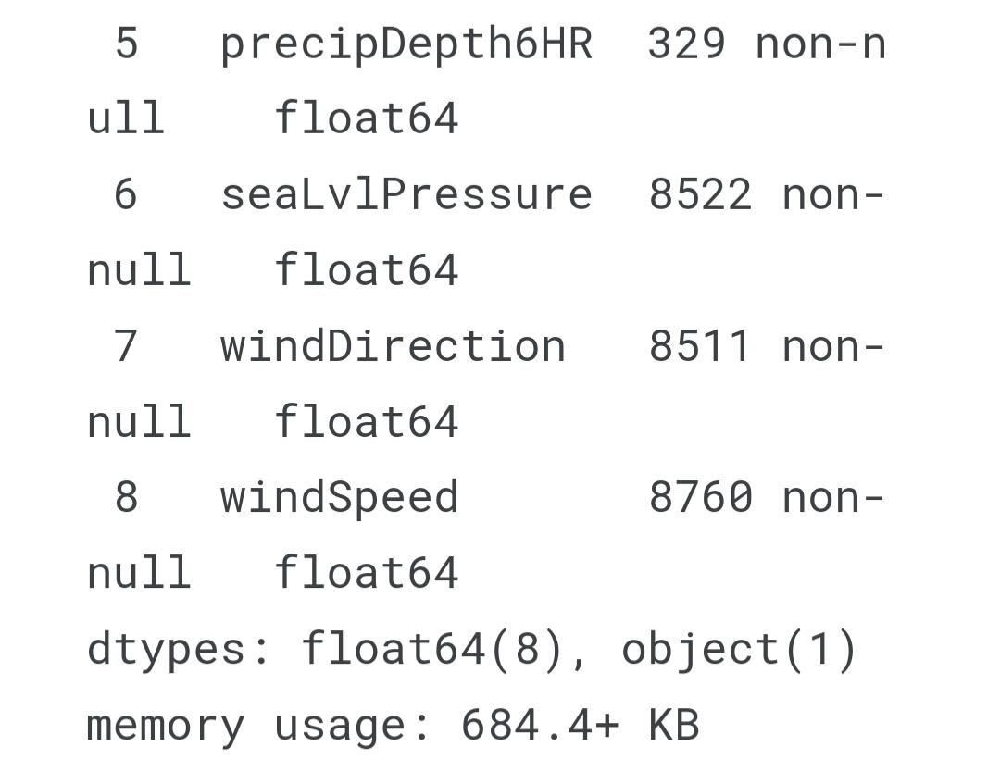 5   precipDepth6HR  329 non-n
ull    float64
6   seaLvlPressure  8522 non-
null   float64
7   windDirection   8511 non-
null   float64
8   windSpeed       8760 non-
null   float64
dtypes: float64(8), object(1)
memory usage: 684.4+ KB